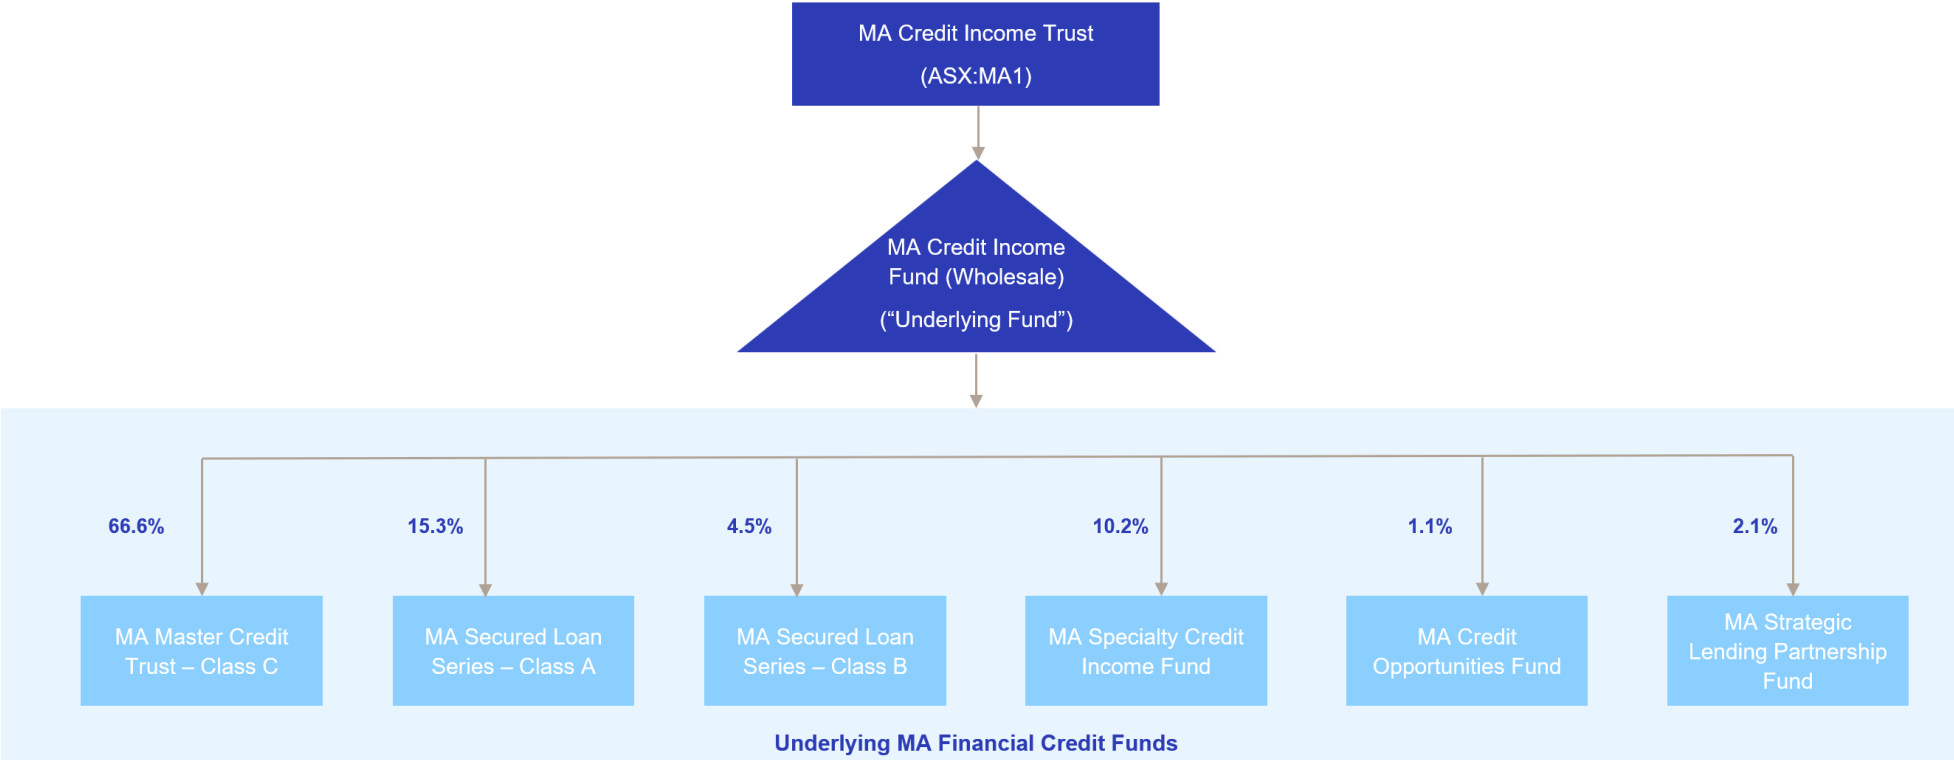 MA Credit Income Trust
(ASX:MA1)
MA Credit Income
Fund (Wholesale)
(“Underlying Fund”)
66.6%
15.3%
4.5%
10.2%
1.1%
2.1%
MA Master Credit
Trust – Class C
MA Secured Loan
Series – Class A
MA Secured Loan
Series – Class B
MA Specialty Credit
Income Fund
MA Credit
Opportunities Fund
MA Strategic
Lending Partnership
Fund
Underlying MA Financial Credit Funds